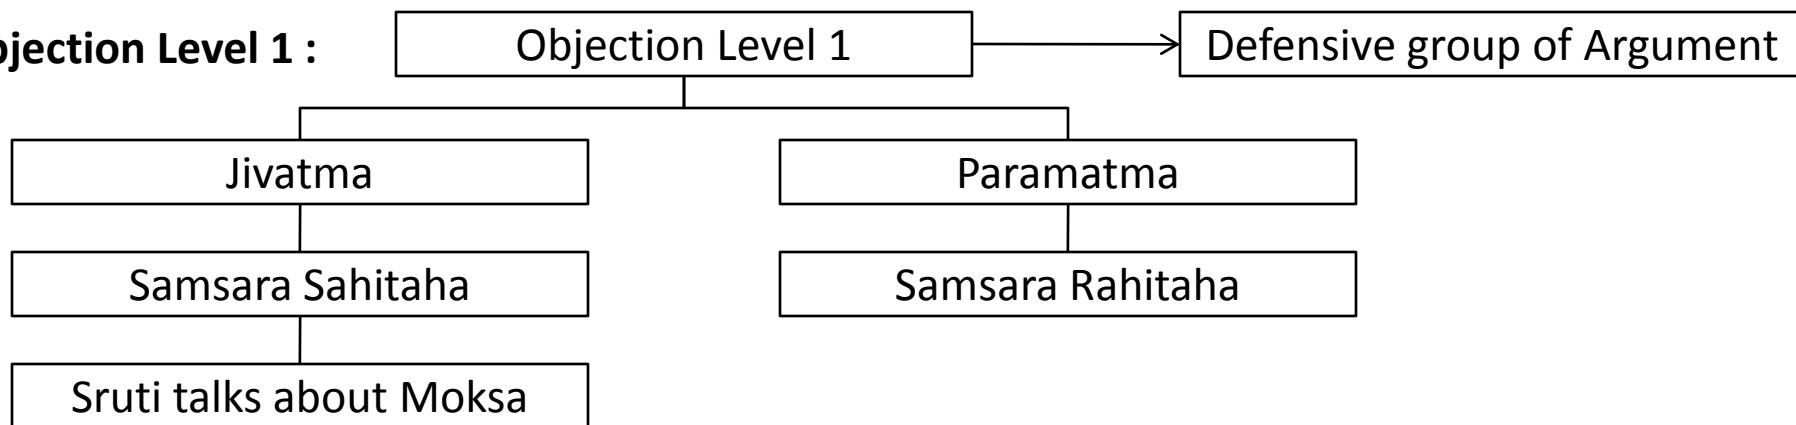 bjection Level 1 :
Objection Level 1
Defensive group of Argument
Jivatma
Paramatma
Samsara Sahitaha
Samsara Rahitaha
Sruti talks about Moksa